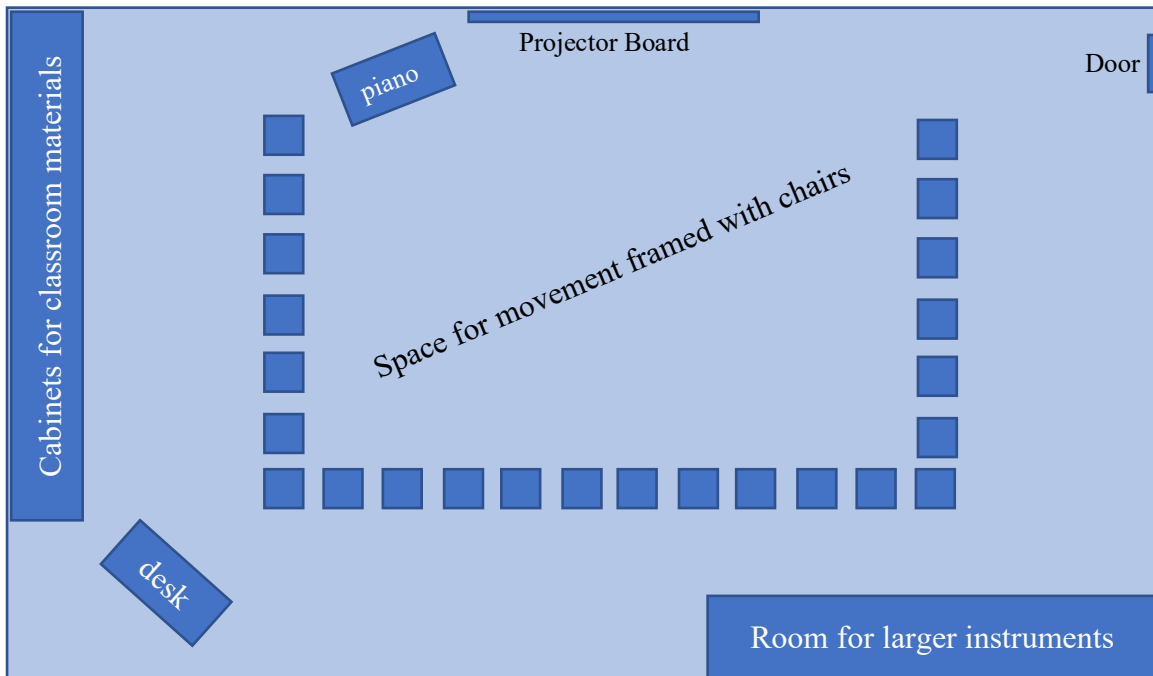 Projector Board
Door
piano
Cabinets for classroom materials
Space for movement framed with chairs
desk
Room for larger instruments